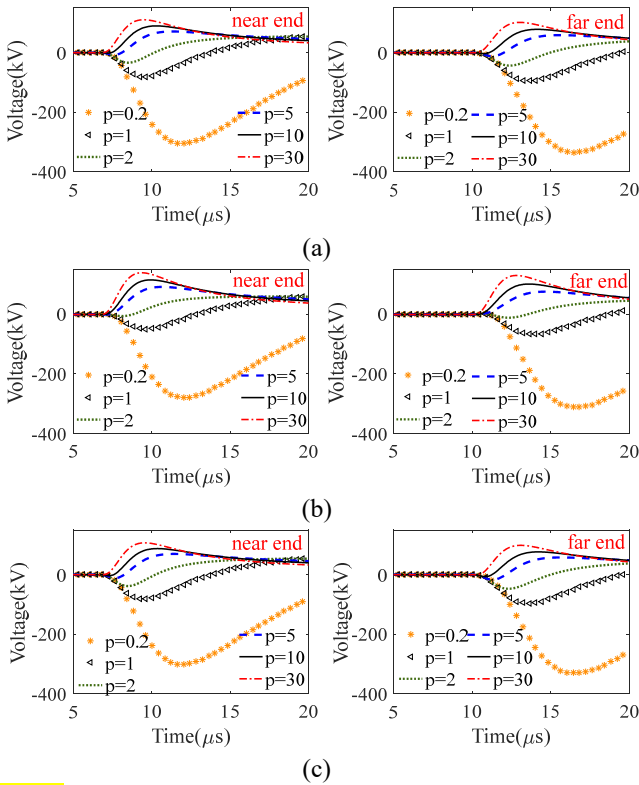 Voltage(kV)
0
-200
-400
near end
p=0.2 p=5
p=1 p=10
p=2 p=30
5 10 15 20
Time(μs)
Voltage(kV)
0
-200
-400
far end
p=0.2 p=5
p=1 p=10
p=2 p=30
5 10 15 20
Time(μs)
(a)
Voltage(kV)
0
-200
-400
near end
p=0.2 p=5
p=1 p=10
p=2 p=30
5 10 15 20
Time(μs)
Voltage(kV)
0
-200
-400
far end
p=0.2 p=5
p=1 p=10
p=2 p=30
5 10 15 20
Time(μs)
(b)
Voltage(kV)
0
-200
-400
near end
p=0.2 p=5
p=1 p=10
p=2 p=30
5 10 15 20
Time(μs)
Voltage(kV)
0
-200
-400
far end
p=0.2 p=5
p=1 p=10
p=2 p=30
5 10 15 20
Time(μs)
(c)